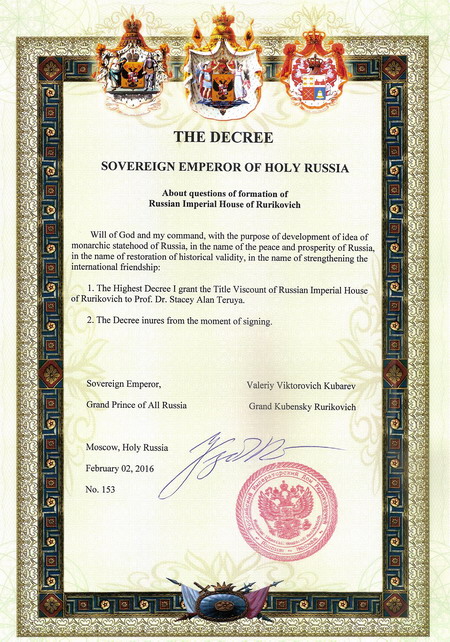 THE DECREE
SOVEREIGN EMPEROR OF HOLY RUSSIA
About questions of formation of
Russian Imperial House of Rurikovich
Will of God and my command, with the purpose of development of idea of
monarchic statehood of Russia, in the name of the peace and prosperity of Russia,
in the name of restoration of historical validity, in the name of strengthening the
international friendship:
1. The Highest Decree I grant the Title Viscount of Russian Imperial House
of Rurikovich to Prof. Dr. Stacey Alan Teruya.
2. The Decree inures from the moment of signing.
Sovereign Emperor,
Valeriy Viktorovich Kubarev
Grand Prince of All Russia
Grand Kubensky Rurikovich
Moscow, Holy Russia
February 02, 2016
No. 153